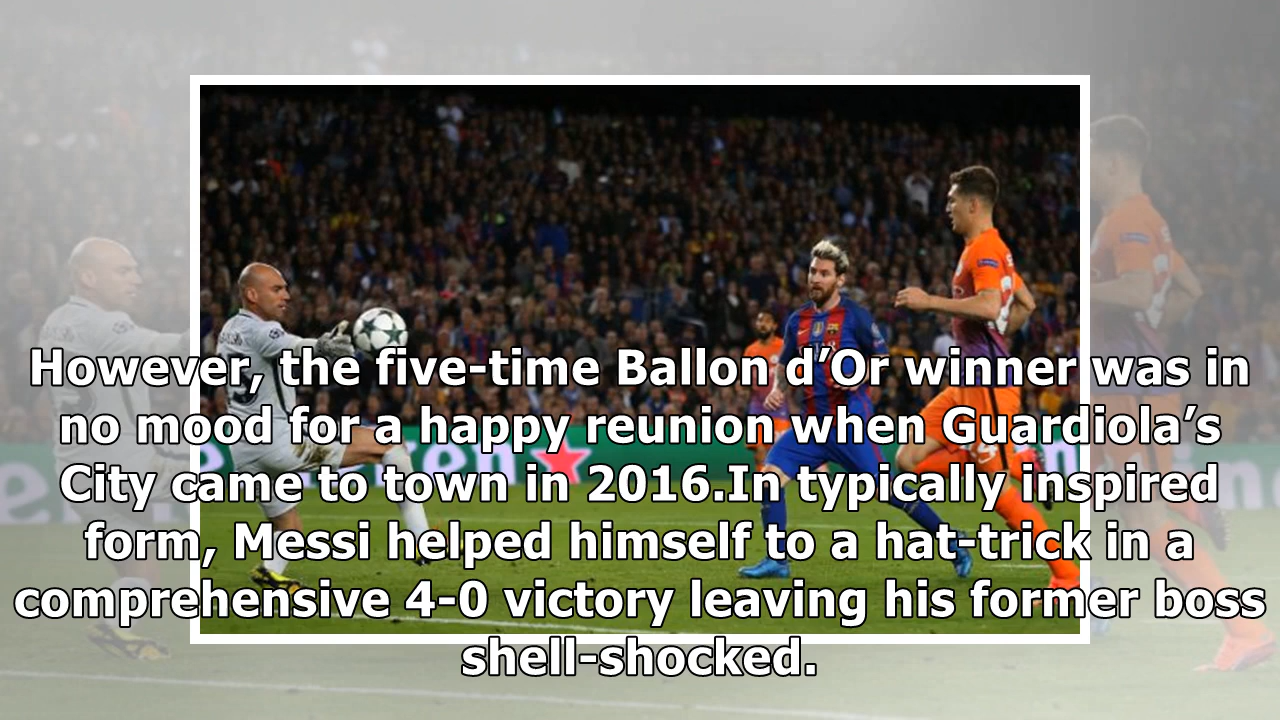 However, the five-time Ballon d’Or winner was in
no mood for a happy reunion when Guardiola’s
City came to town in 2016.In typically inspired
form, Messi helped himself to a hat-trick in a
comprehensive 4-0 victory leaving his former boss
shell-shocked.